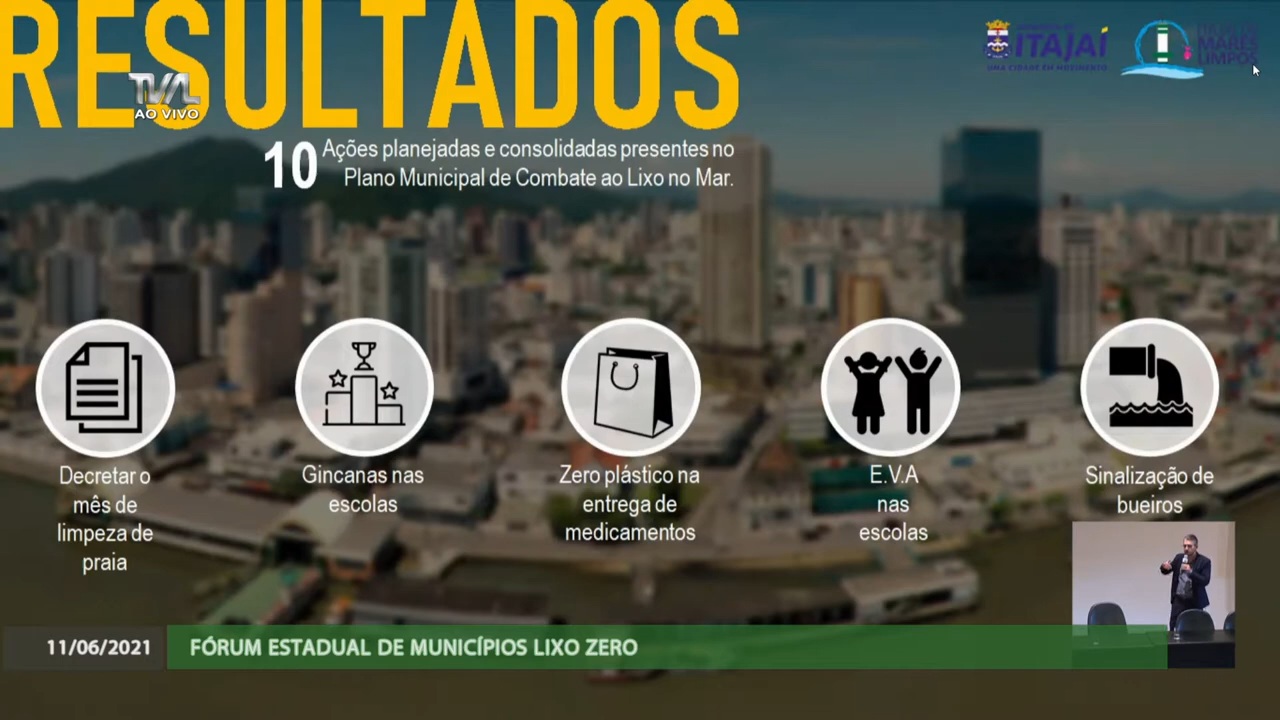 RESULTADOS
TVAL
AO VIVO
ITAJAÍ
UMA CIDADE EM MOVIMENTO
MARES
LIMPOS
10 Ações planejadas e consolidadas presentes no
Plano Municipal de Combate ao Lixo no Mar.
Decretar o
mês de
limpeza de
praia
Gincanas nas
escolas
Zero plástico na
entrega de
medicamentos
E.V.A
nas
escolas
Sinalização de
bueiros
11/06/2021
FÓRUM ESTADUAL DE MUNICÍPIOS LIXO ZERO